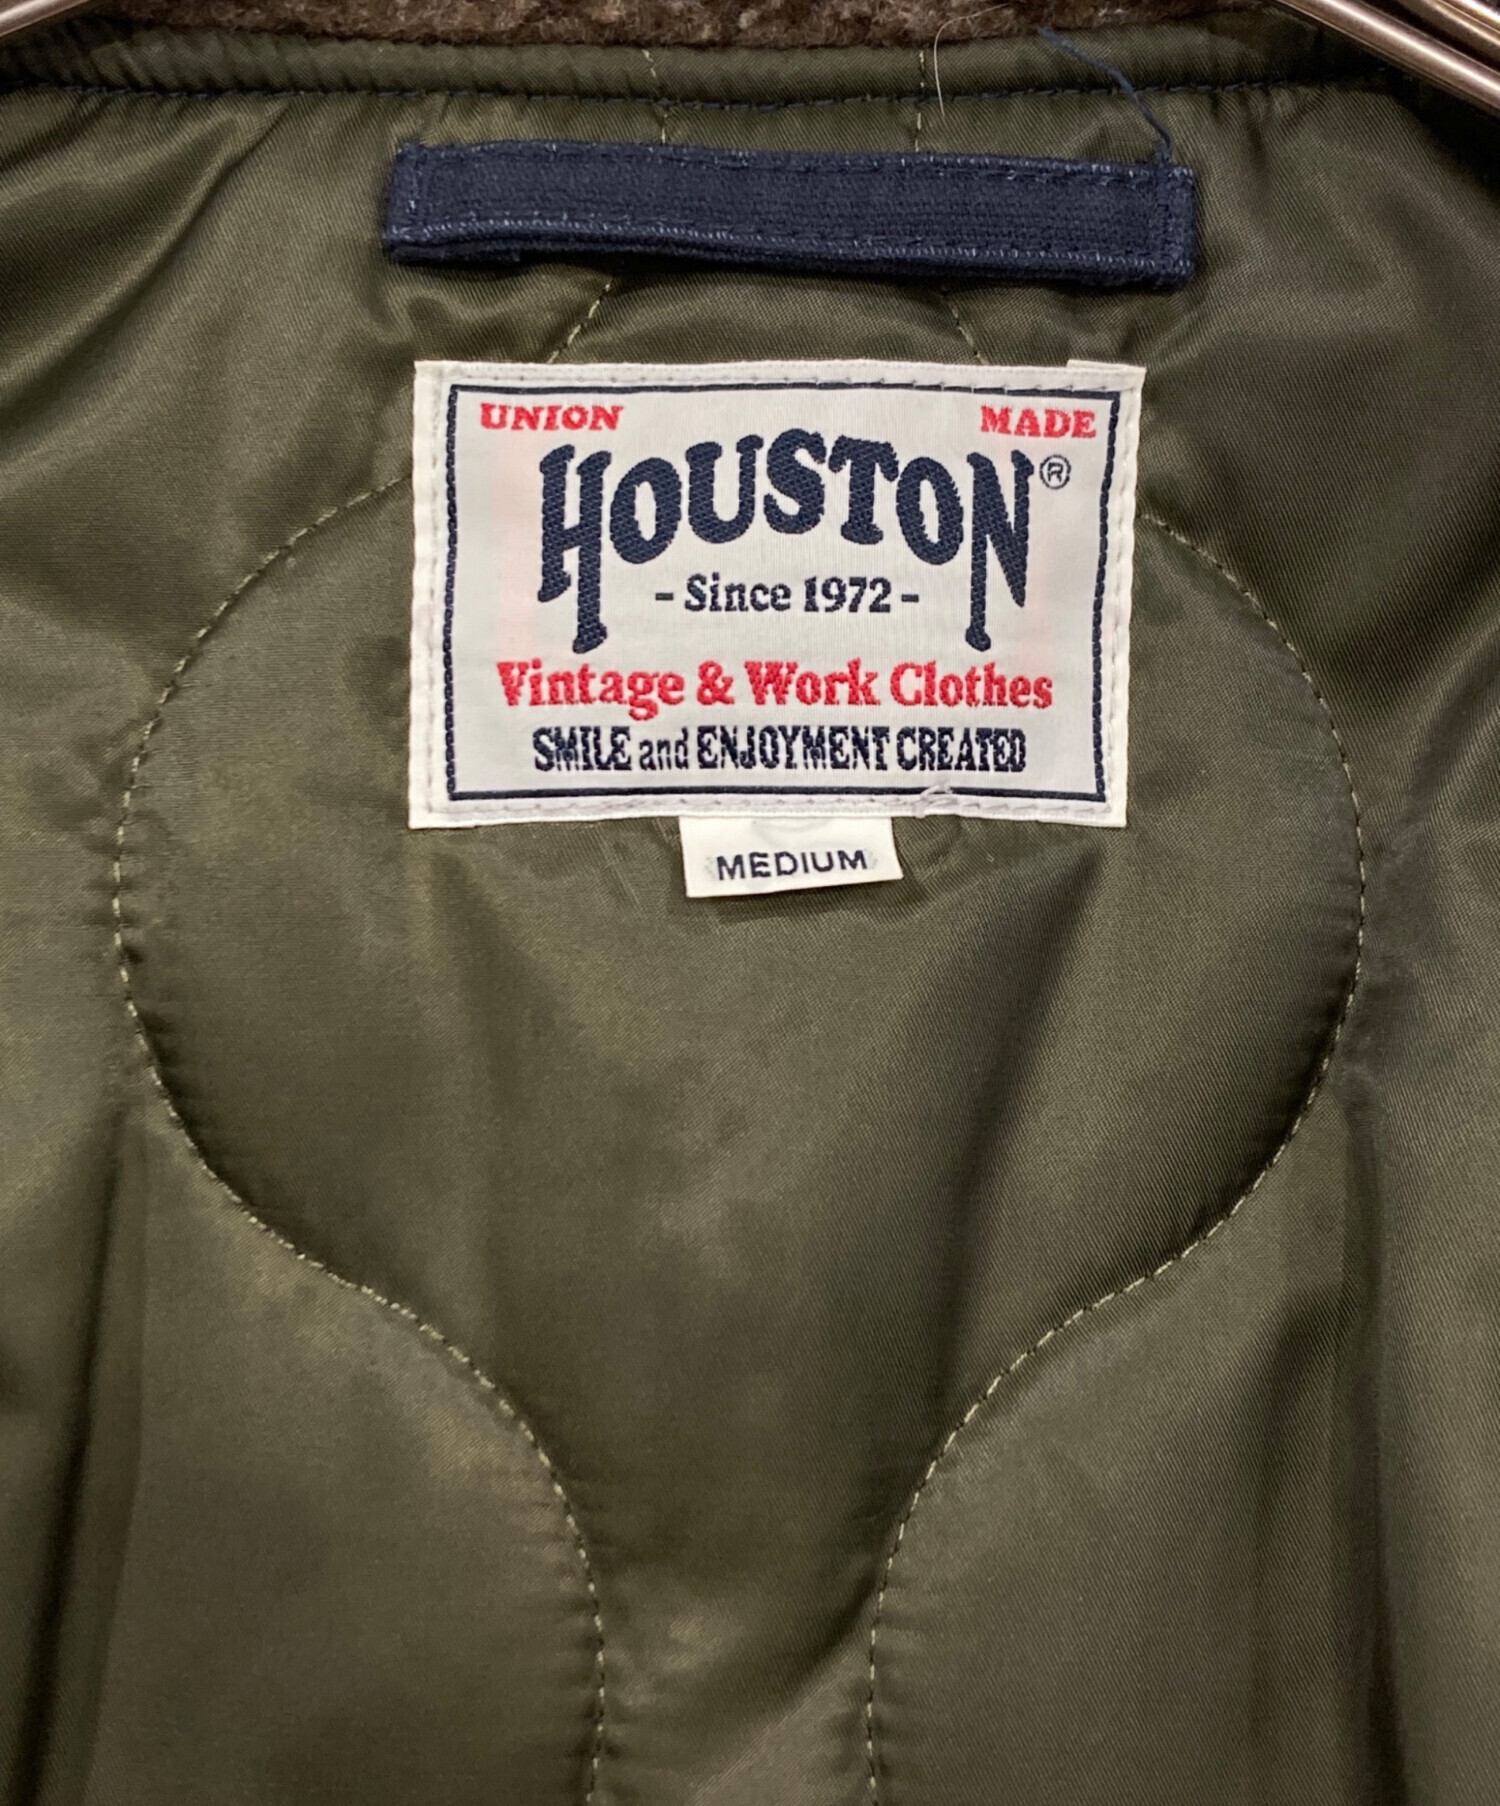 UNION MADE
HOUSTON®
- Since 1972 -
Vintage & Work Clothes
SMILE and ENJOYMENT CREATED
MEDIUM